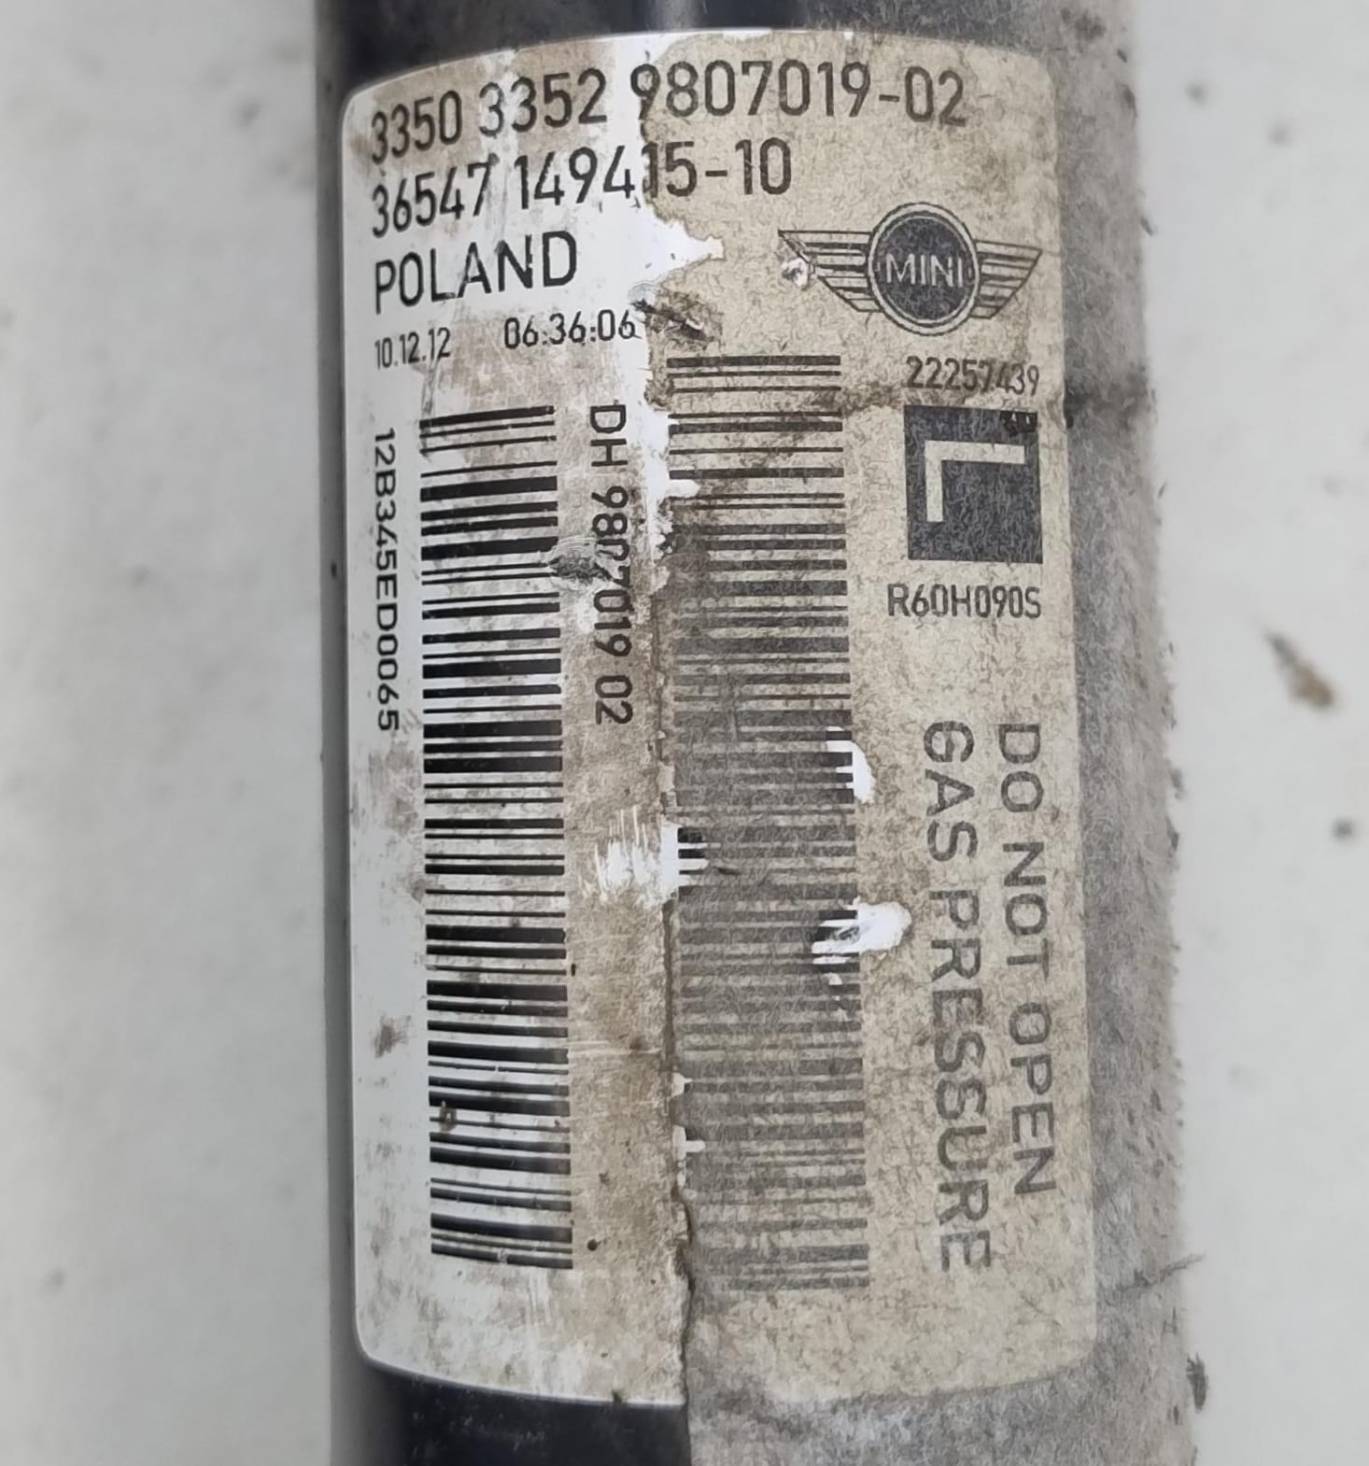 3350 3352 9807019-02
36547 149415-10
POLAND
10.12.12 06:36:06
MINI
22257439
L
R60H090S
12B345ED0065
DH 9807019 02
DO NOT OPEN
GAS PRESSURE